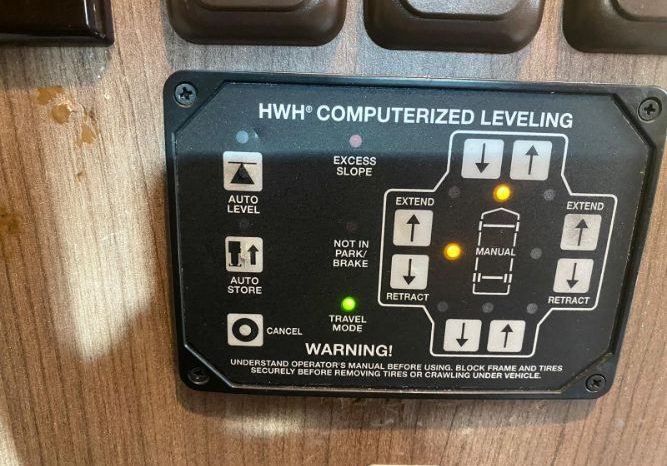 HWH® COMPUTERIZED LEVELING
AUTO
LEVEL
EXCESS
SLOPE
EXTEND
EXTEND
AUTO
STORE
NOT IN
PARK/
BRAKE
MANUAL
RETRACT
RETRACT
CANCEL
TRAVEL
MODE
WARNING!
UNDERSTAND OPERATOR'S MANUAL BEFORE USING. BLOCK FRAME AND TIRES
SECURELY BEFORE REMOVING TIRES OR CRAWLING UNDER VEHICLE.